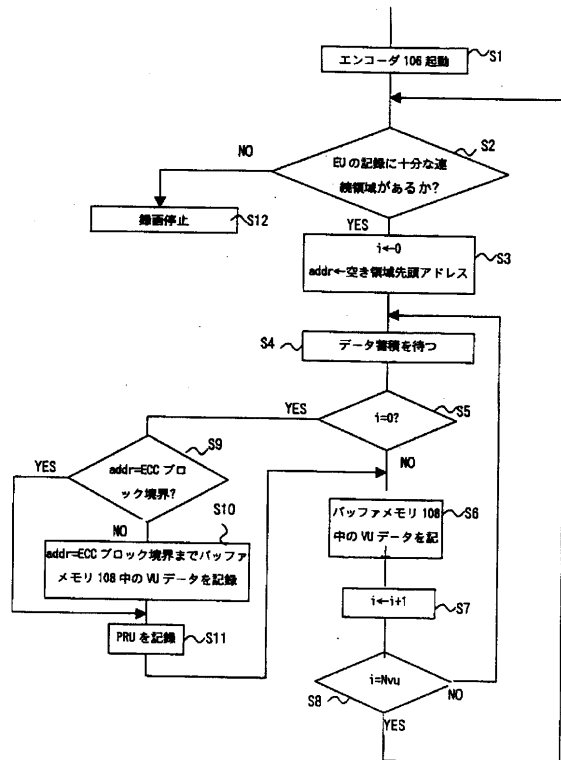 エンコーダ 106 起動
S1
EU の記録に十分な連
続領域があるか?
S2
NO
YES
録画停止
S12
i←0
addr←空き領域先頭アドレス
S3
S4
データ蓄積を待つ
i=0?
S5
YES
NO
addr=ECC ブロ
ック境界?
S9
YES
NO
S10
addr=ECC ブロック境界までバッファ
メモリ 108 中の VU データを記録
PRU を記録
S11
バッファメモリ 108
中の VU データを記
S6
i←i+1
S7
i=Nvu
S8
NO
YES